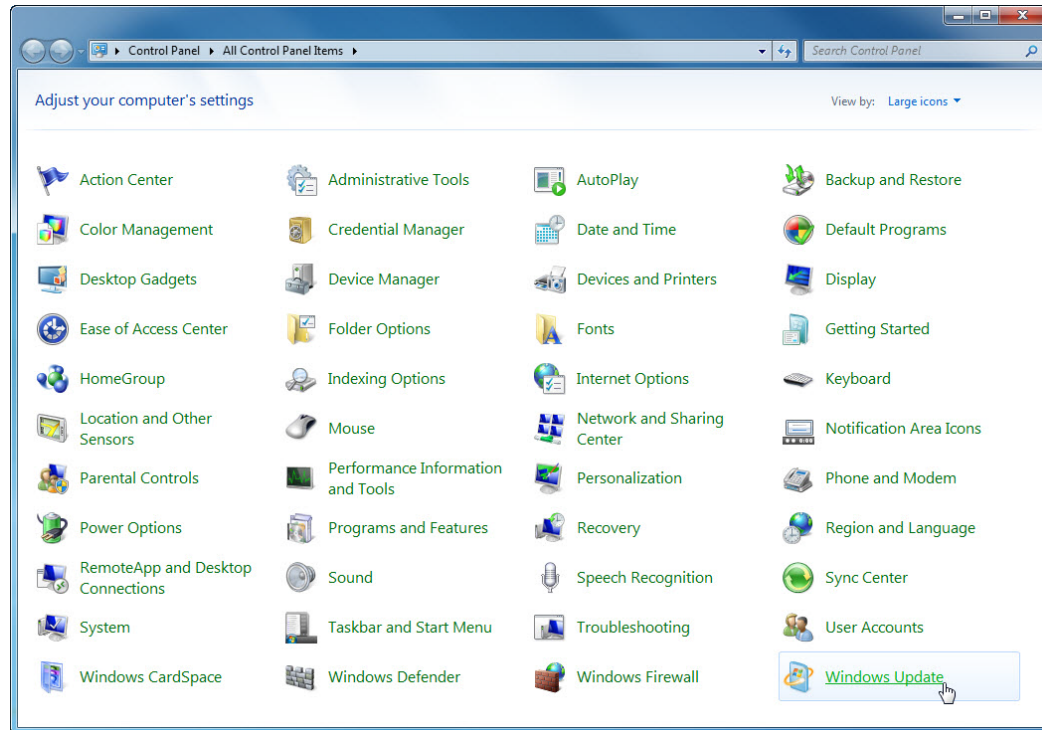 Control Panel All Control Panel Items Search Control Panel
Adjust your computer's settings View by: Large icons
Action Center Administrative Tools AutoPlay Backup and Restore
Color Management Credential Manager Date and Time Default Programs
Desktop Gadgets Device Manager Devices and Printers Display
Ease of Access Center Folder Options Fonts Getting Started
HomeGroup Indexing Options Internet Options Keyboard
Location and Other
Sensors
Mouse
Network and Sharing
Center
Notification Area Icons
Parental Controls
Performance Information
and Tools
Personalization
Phone and Modem
Power Options Programs and Features Recovery Region and Language
RemoteApp and Desktop
Connections
Sound
Speech Recognition
Sync Center
System Taskbar and Start Menu Troubleshooting User Accounts
Windows CardSpace Windows Defender Windows Firewall Windows Update